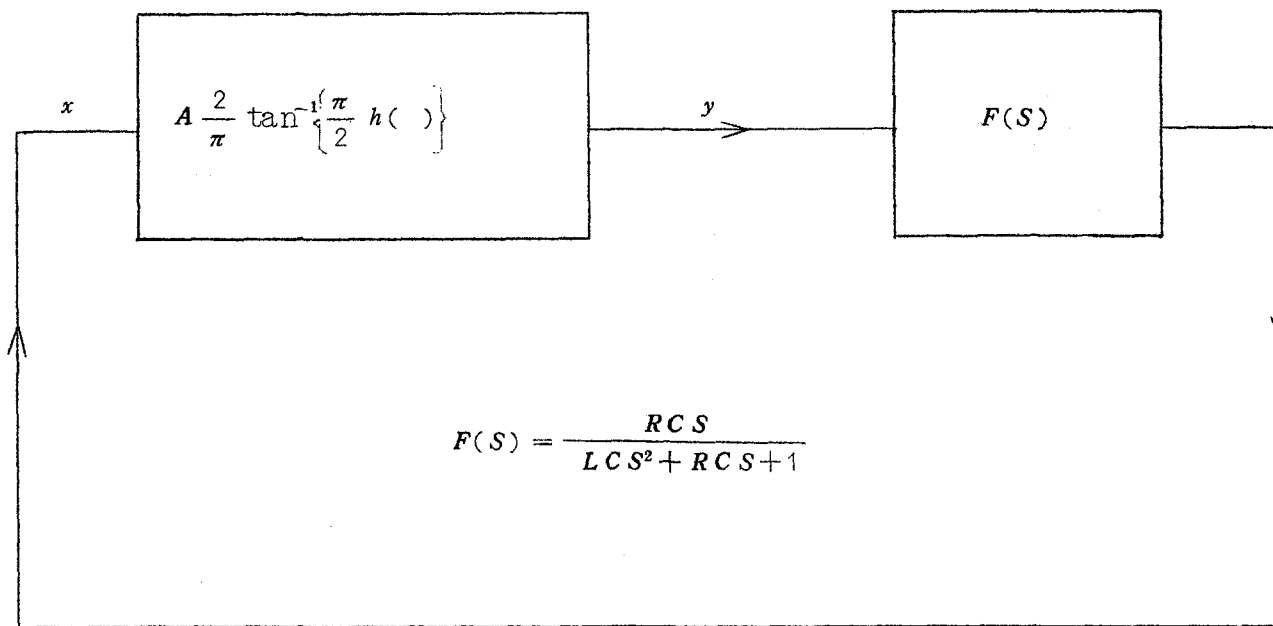 x
A 2/π tan⁻¹{π/2 h( )}
y
F(S)
F(S) = RCS / LCS² + RCS + 1